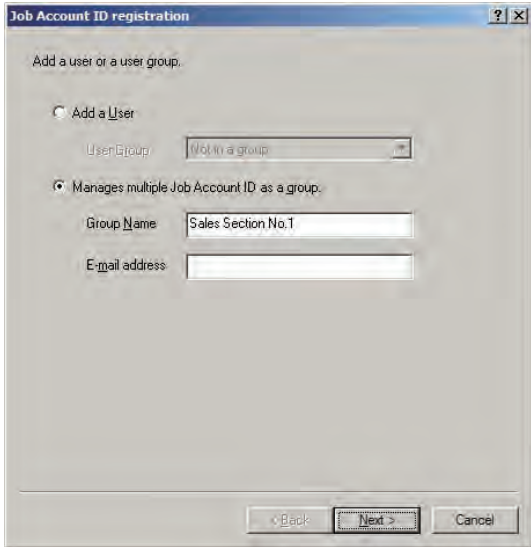 Job Account ID registration
Add a user or a user group.
Add a User
User Group Not in a group
Manages multiple Job Account ID as a group.
Group Name Sales Section No.1
E-mail address
< Back Next > Cancel